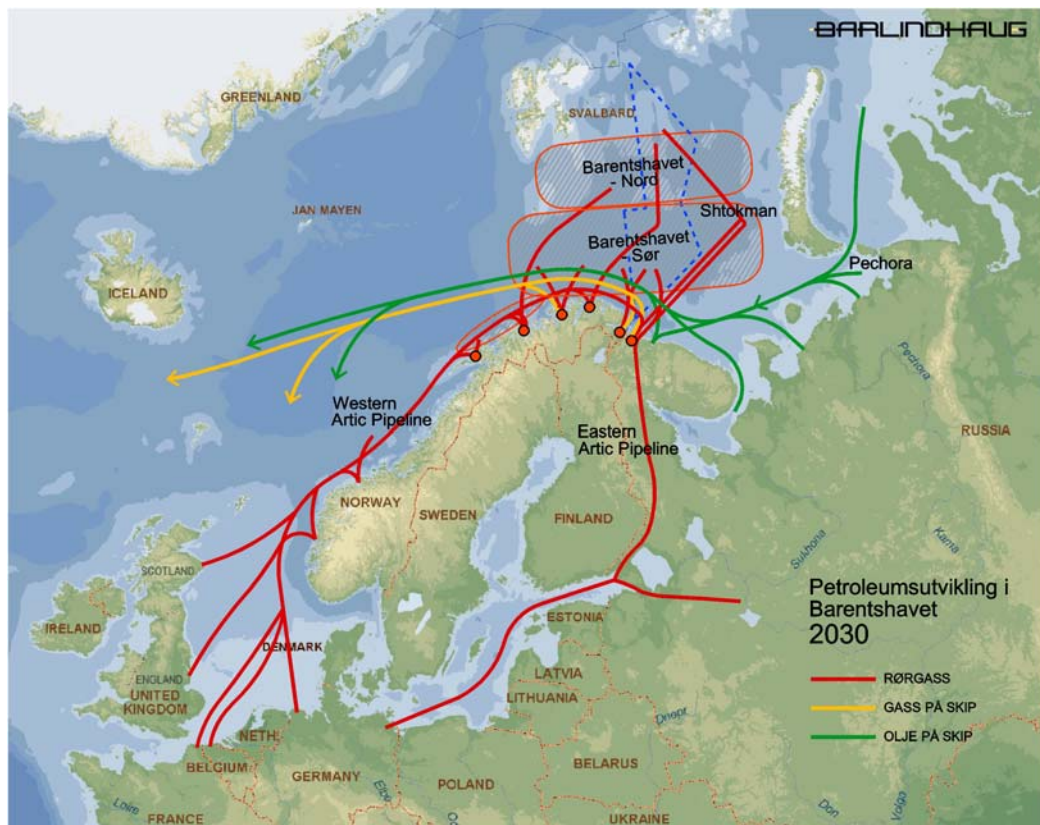 BARLINDHAUG
GREENLAND
SVALBARD
Barentshavet
- Nord
JAN MAYEN
Shtokman
Barentshavet
- Sør
Pechora
ICELAND
Pechora
Western
Artic Pipeline
Eastern
Artic Pipeline
RUSSIA
NORWAY
SWEDEN
FINLAND
Sukhona
Kama
SCOTLAND
Petroleumsutvikling i
Barentshavet
2030
ESTONIA
IRELAND
DENMARK
LATVIA
ENGLAND
UNITED
KINGDOM
LITHUANIA
RØRGASS
GASS PÅ SKIP
OLJE PÅ SKIP
Dnepr
NETH.
BELGIUM
BELARUS
GERMANY
POLAND
Elbe
Loire
FRANCE
UKRAINE
Don
Volga